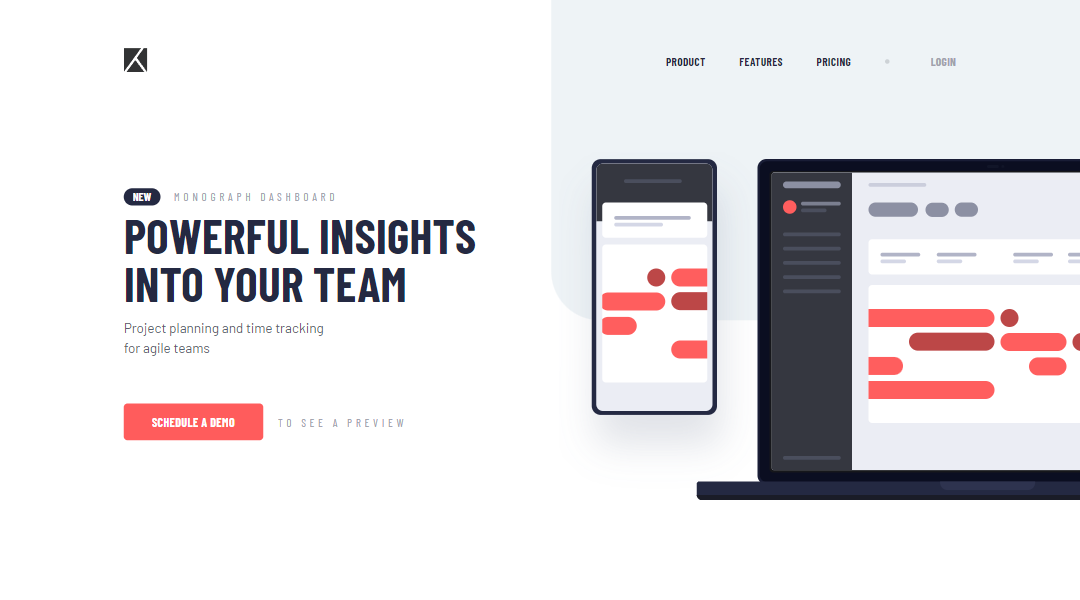 PRODUCT FEATURES PRICING LOGIN
NEW MONOGRAPH DASHBOARD
POWERFUL INSIGHTS
INTO YOUR TEAM
Project planning and time tracking
for agile teams
SCHEDULE A DEMO TO SEE A PREVIEW